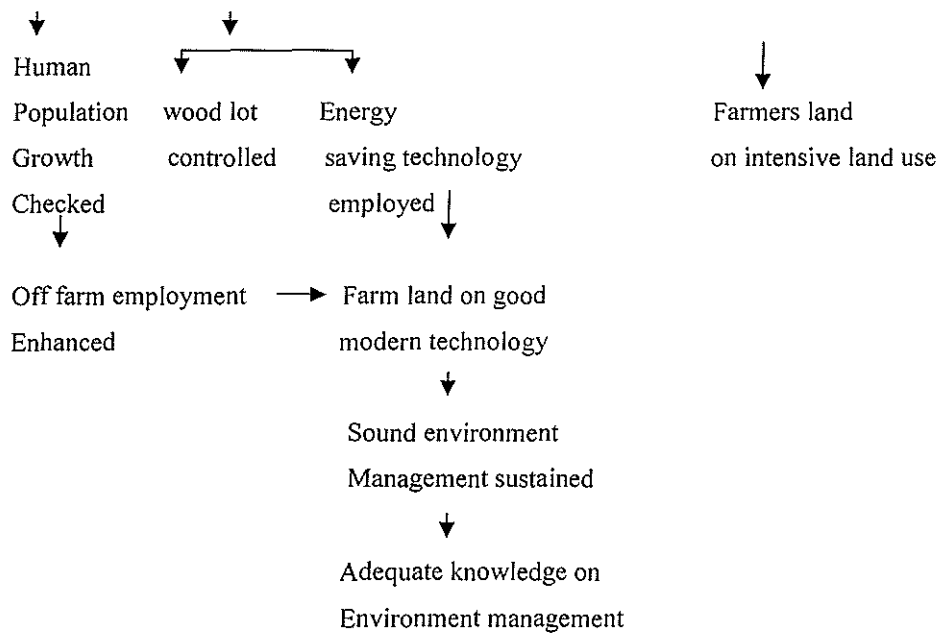 Human
Population wood lot Energy Farmers land
Growth controlled saving technology on intensive land use
Checked employed
Off farm employment Farm land on good
Enhanced modern technology
Sound environment
Management sustained
Adequate knowledge on
Environment management